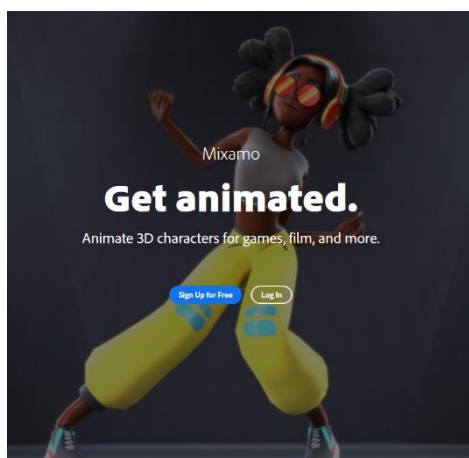 Mixamo
Get animated.
Animate 3D characters for games, film, and more.
Sign Up for Free Log In